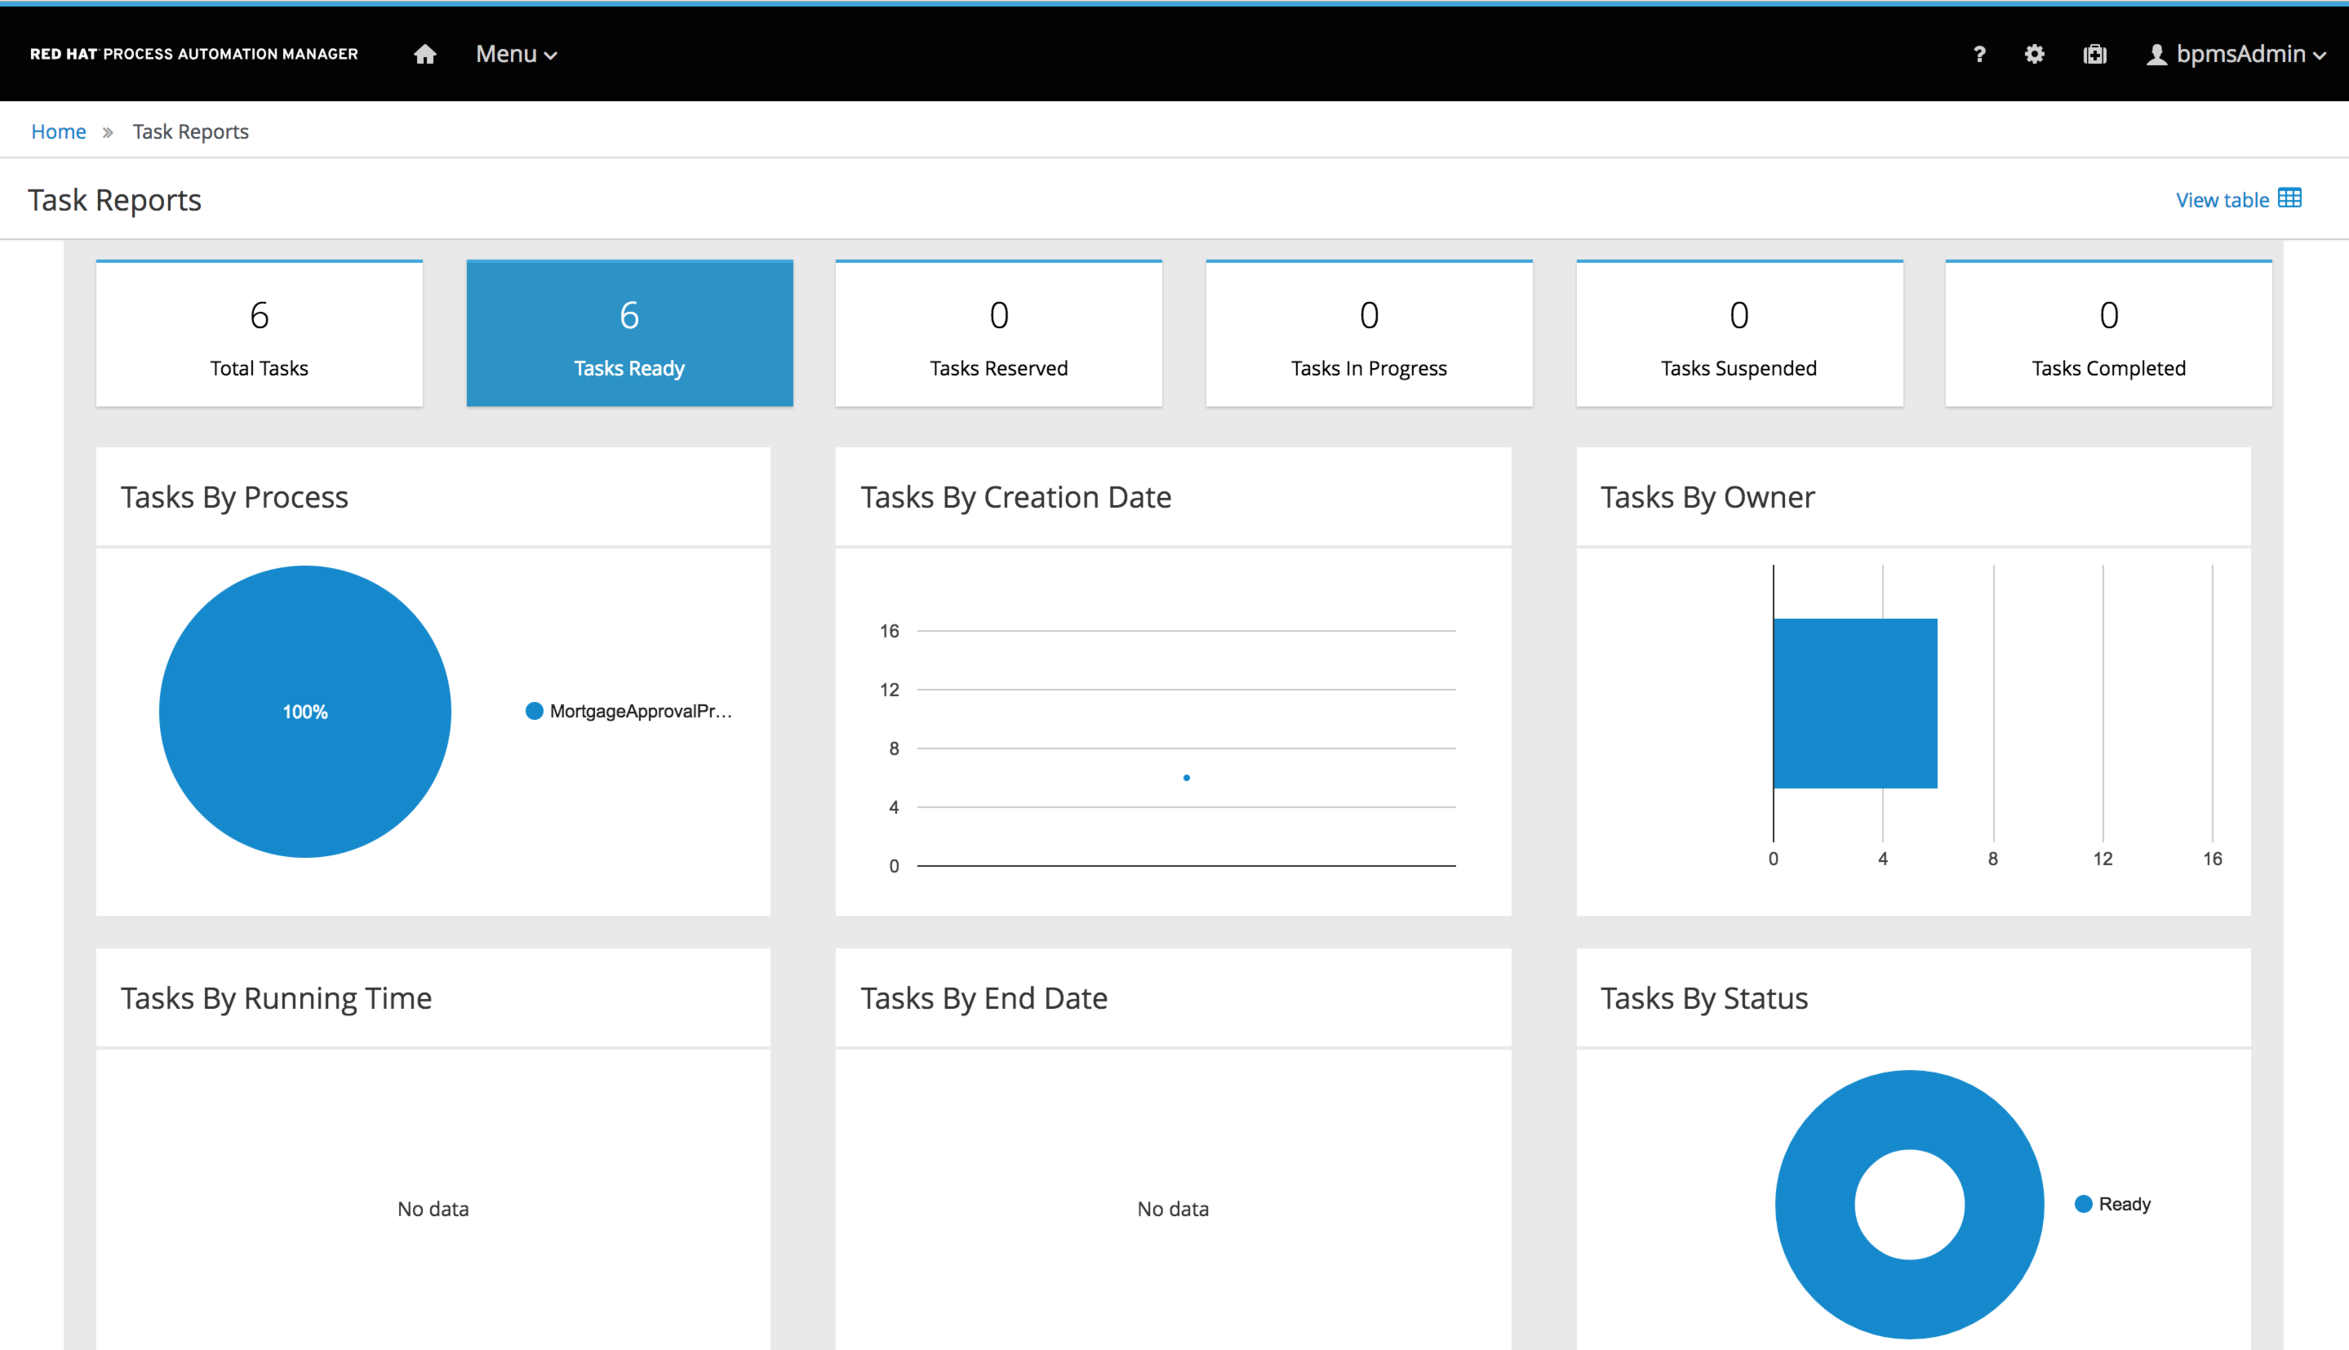 RED HAT PROCESS AUTOMATION MANAGER Menu ? bpmsAdmin
Home » Task Reports
Task Reports View table
6 6 0 0 0 0
Total Tasks Tasks Ready Tasks Reserved Tasks In Progress Tasks Suspended Tasks Completed
Tasks By Process
100%
MortgageApprovalPr...
Tasks By Creation Date
16
12
8
4
0
Tasks By Owner
0 4 8 12 16
Tasks By Running Time
No data
Tasks By End Date
No data
Tasks By Status
Ready